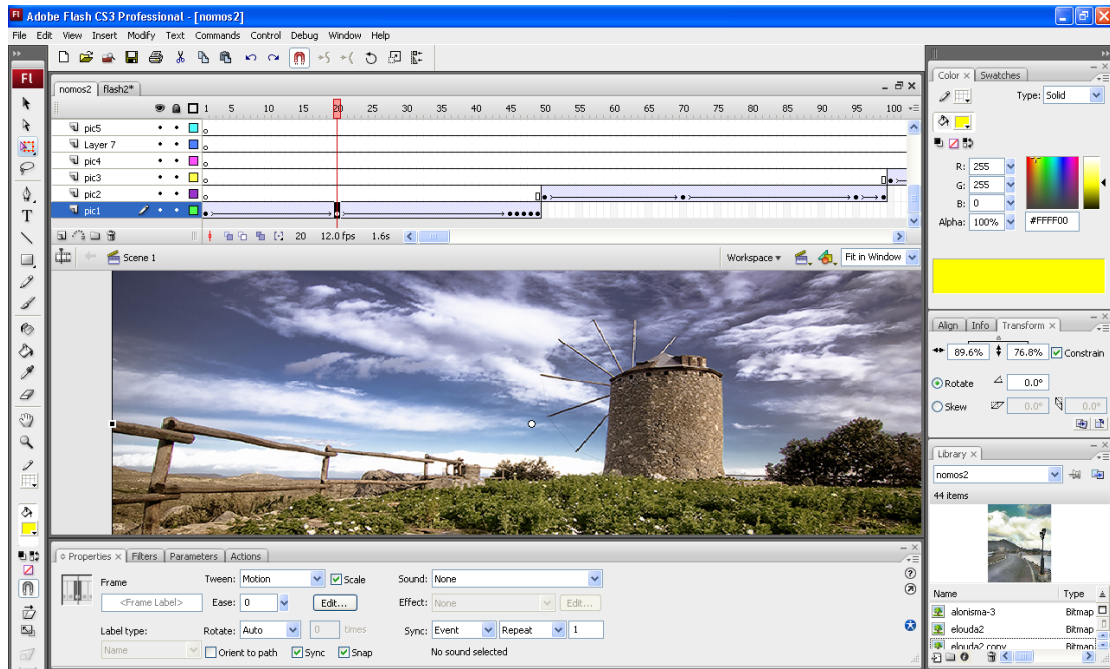 Fl Adobe Flash CS3 Professional - [nomos2]
File Edit View Insert Modify Text Commands Control Debug Window Help
Fl
nomos2 flash2*
1 5 10 15 20 25 30 35 40 45 50 55 60 65 70 75 80 85 90 95 100
pic5
Layer 7
pic4
pic3
pic2
pic1
20 12.0 fps 1.6s
Scene 1 Workspace Fit in Window
T
Properties × Filters Parameters Actions
Frame Tween: Motion Scale Sound: None
<Frame Label> Ease: 0 Edit... Effect: None Edit...
Label type: Rotate: Auto 0 times Sync: Event Repeat 1
Name Orient to path Sync Snap No sound selected
Color × Swatches
Type: Solid
R: 255
G: 255
B: 0
Alpha: 100% #FFFF00
Align Info Transform ×
89.6% 76.8% Constrain
Rotate 0.0°
Skew 0.0° 0.0°
Library ×
nomos2
44 items
Name Type
alonisma-3 Bitmap
elouda2 Bitmap
elouda2 copy Bitmap